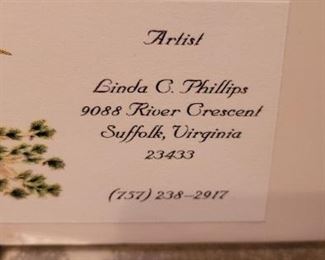 Artist
Linda C. Phillips
9088 River Crescent
Suffolk, Virginia
23433
(757) 238-2917